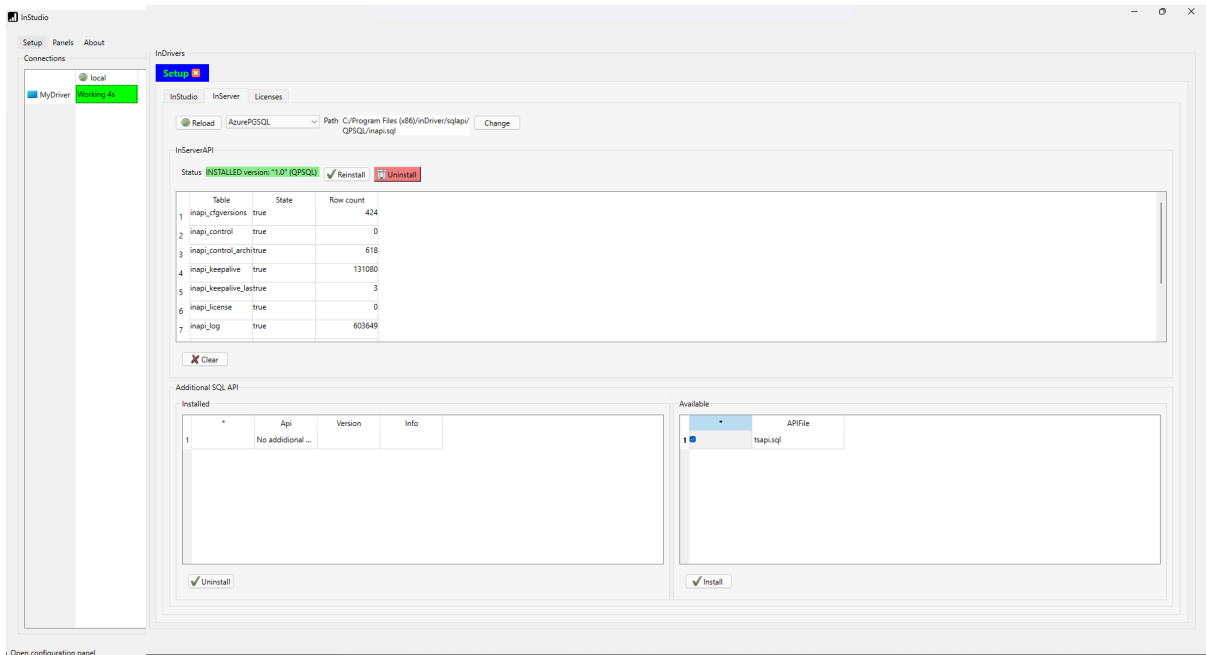 InStudio
Setup Panels About
Connections
local
MyDriver Working 4s
InDrivers
Setup
InStudio InServer Licenses
Reload AzurePGSQL Path C:/Program Files (x86)/inDriver/sqlapi/
QPSQL/inapi.sql
Change
InServerAPI
Status INSTALLED version: "1.0" (QPSQL) Reinstall Uninstall
Table State Row count
1 inapi_cfgversions true 424
2 inapi_control true 0
3 inapi_control_archi true 618
4 inapi_keepalive true 131080
5 inapi_keepalive_las true 3
6 inapi_license true 0
7 inapi_log true 603649
Clear
Additional SQL API
Installed
* Api Version Info
1 No addidional ...
Uninstall
Available
* APIFile
1 tsapi.sql
Install
Open configuration panel